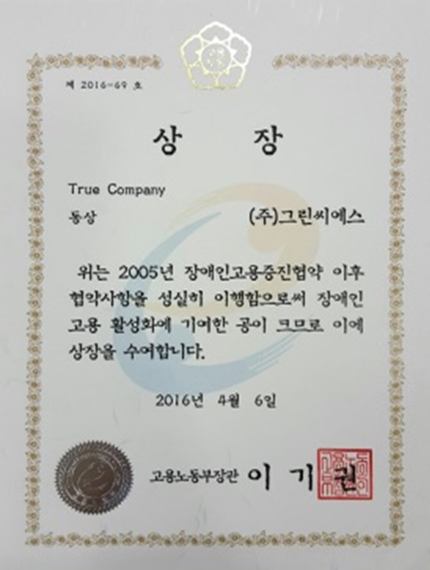 제 2016-69 호
상 장
True Company
동상 (주)그린씨에스
위는 2005년 장애인고용증진협약 이후
협약사항을 성실히 이행함으로써 장애인
고용 활성화에 기여한 공이 크므로 이에
상장을 수여합니다.
2016년 4월 6일
고용노동부장관 이 기 권